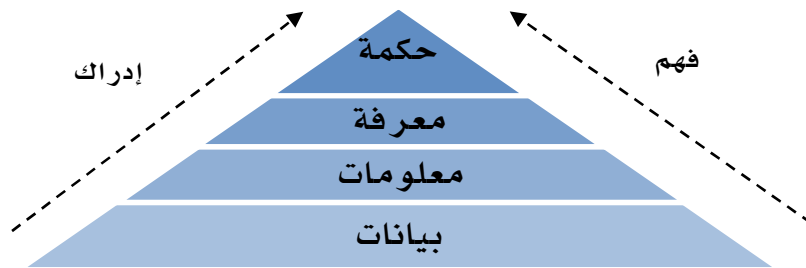 حكمة
فهم
إدراك
معرفة
معلومات
بيانات